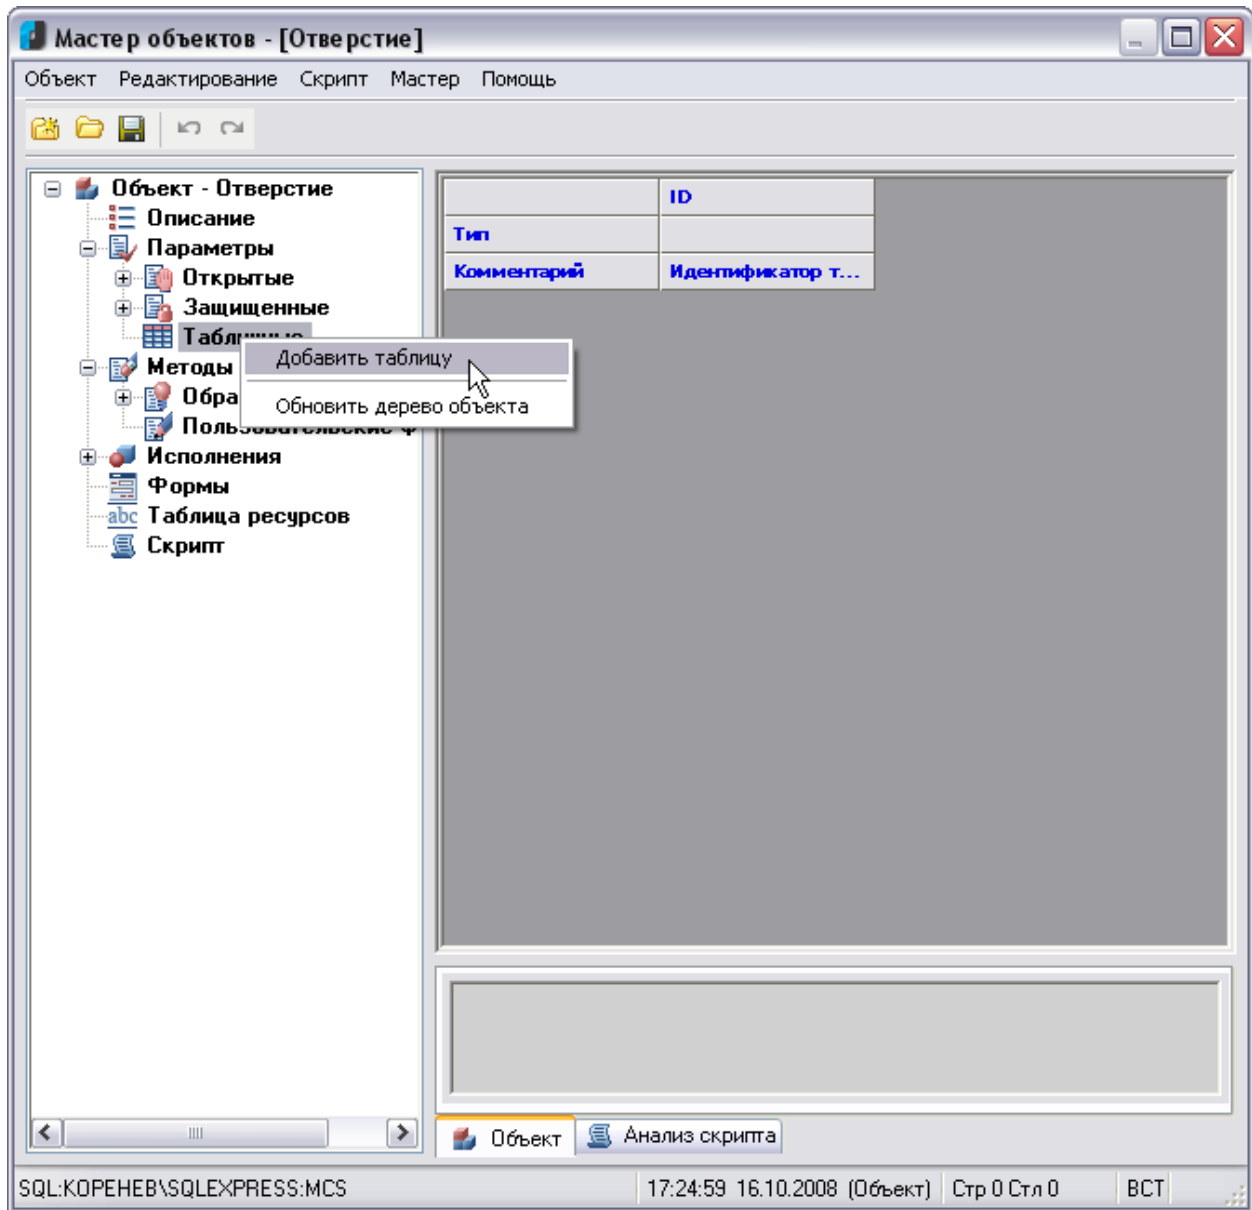 Мастер объектов - [Отверстие]
Объект Редактирование Скрипт Мастер Помощь
Объект - Отверстие
Описание
Параметры
Открытые
Защищенные
Методы
Исполнения
Формы
abc Таблица ресурсов
Скрипт
Добавить таблицу
Обновить дерево объекта
ID
Тип
Комментарий Идентификатор т...
Объект Анализ скрипта
SQL:КОРЕНЕВ\SQLEXPRESS:MCS 17:24:59 16.10.2008 (Объект) Стр 0 Стл 0 ВСТ